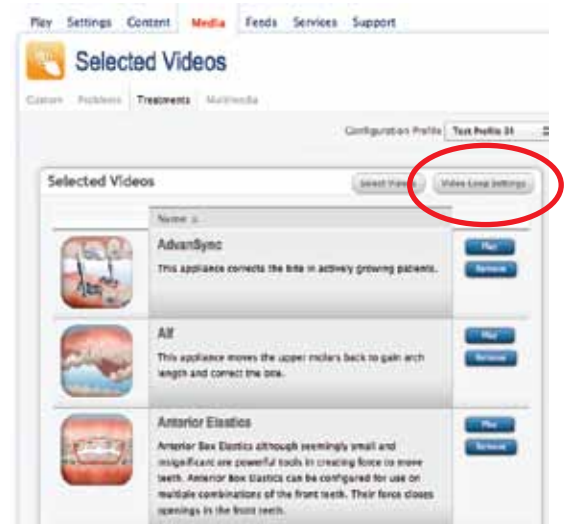 Play Settings Content Media Feeds Services Support
Selected Videos
Custom Problems Treatments Multimedia
Configuration Profile Test Profile 31
Selected Videos Select Videos Video Loop Settings
Name
AdvanSync Play
This appliance corrects the bite in actively growing patients. Remove
Alf Play
This appliance moves the upper molars back to gain arch Remove
length and correct the bite.
Anterior Elastics Play
Anterior Box Elastics although seemingly small and Remove
insignificant are powerful tools in creating force to move
teeth. Anterior Box Elastics can be configured for use on
multiple combinations of the front teeth. Their force closes
openings in the front teeth.